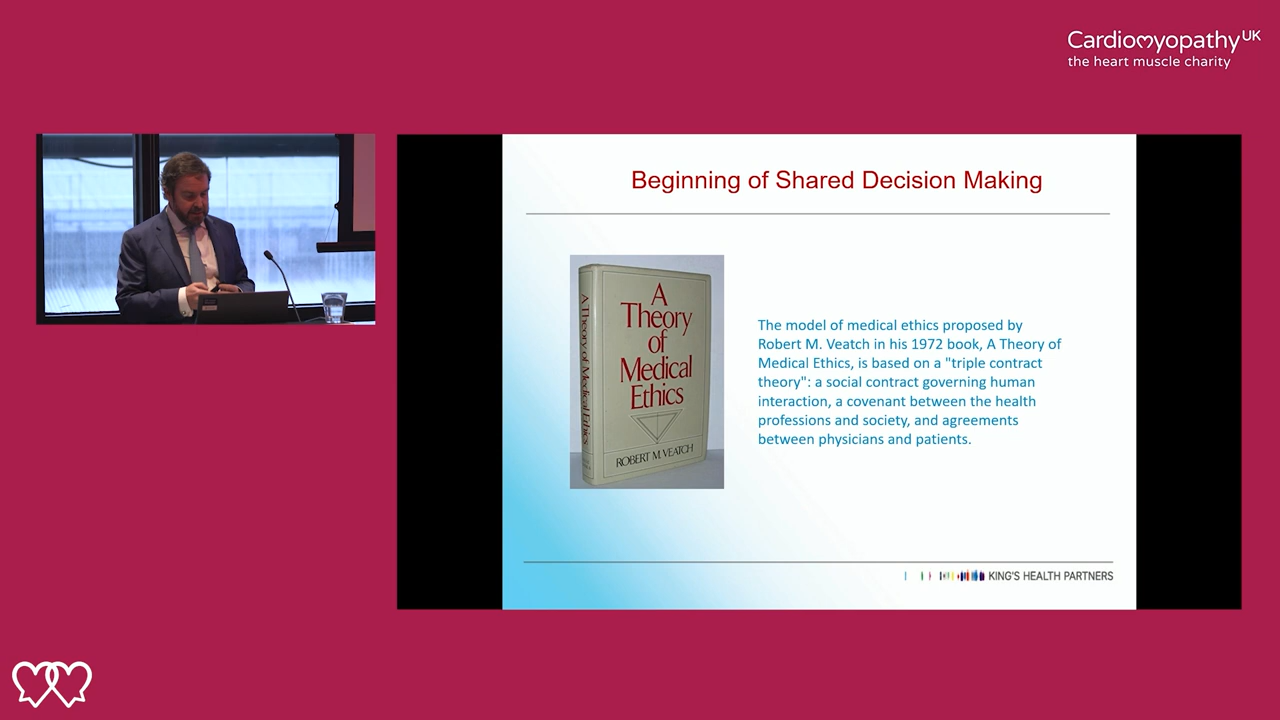 Cardiomyopathy UK
the heart muscle charity
Beginning of Shared Decision Making
A Theory of Medical Ethics
A
Theory
of
Medical
Ethics
ROBERT M. VEATCH
The model of medical ethics proposed by
Robert M. Veatch in his 1972 book, A Theory of
Medical Ethics, is based on a "triple contract
theory": a social contract governing human
interaction, a covenant between the health
professions and society, and agreements
between physicians and patients.
KING'S HEALTH PARTNERS